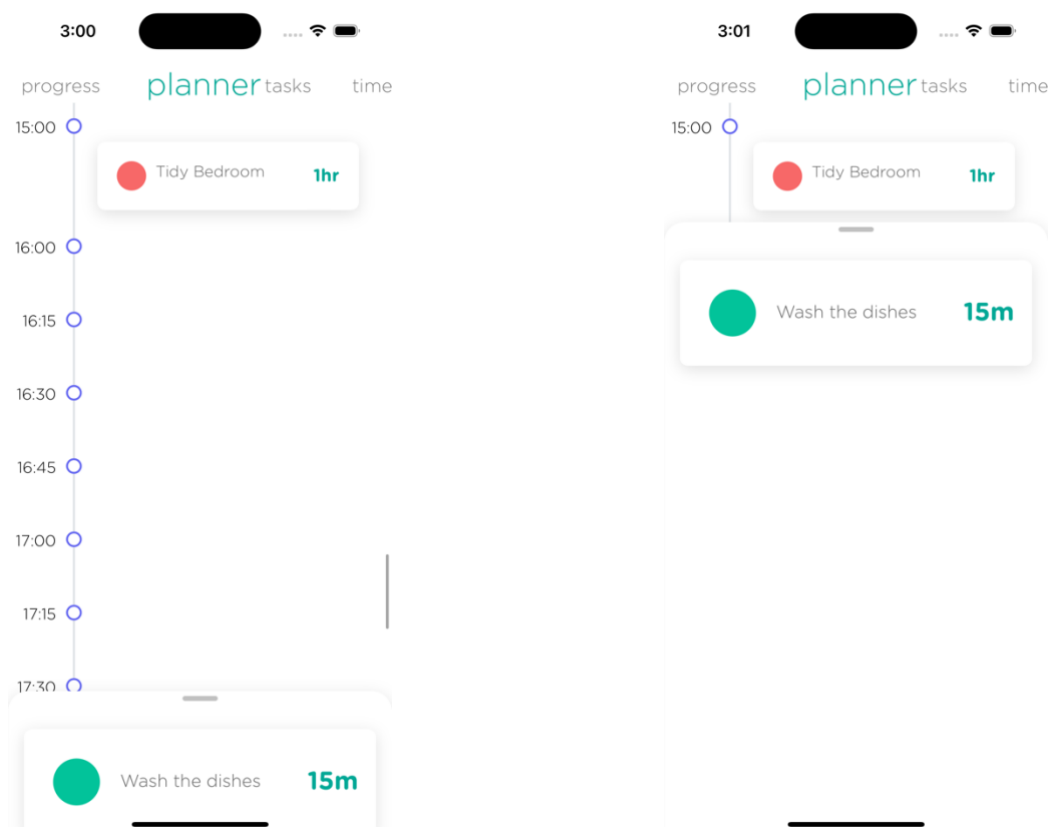 3:00
progress planner tasks time
15:00
Tidy Bedroom 1hr
16:00
16:15
16:30
16:45
17:00
17:15
17:30
Wash the dishes 15m
3:01
progress planner tasks time
15:00
Tidy Bedroom 1hr
Wash the dishes 15m